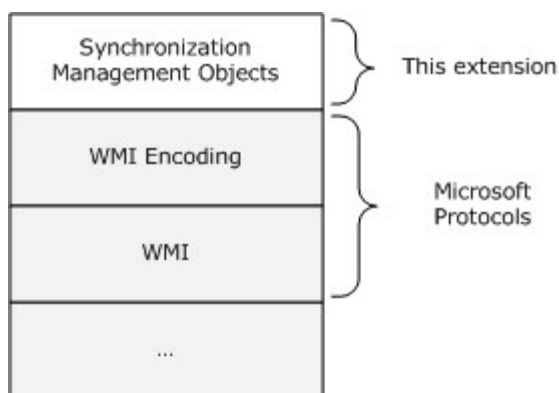 Synchronization
Management Objects
This extension
WMI Encoding
Microsoft
Protocols
WMI
...